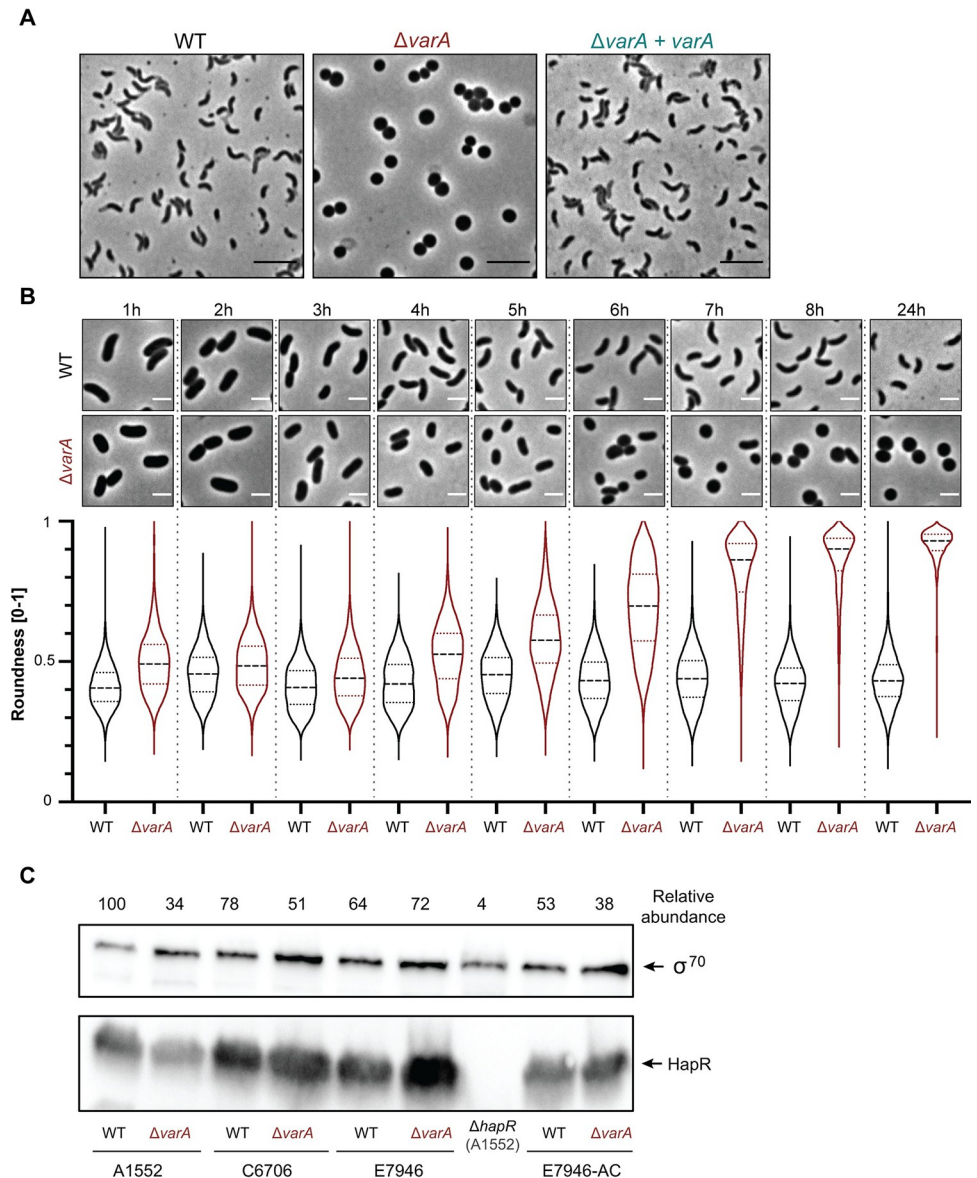 A
WT ΔvarA ΔvarA + varA
B
1h 2h 3h 4h 5h 6h 7h 8h 24h
WT
ΔvarA
1
0.5
0
Roundness [0-1]
WT ΔvarA WT ΔvarA WT ΔvarA WT ΔvarA WT ΔvarA WT ΔvarA WT ΔvarA WT ΔvarA WT ΔvarA
C
100 34 78 51 64 72 4 53 38 Relative abundance
σ⁷⁰
HapR
WT ΔvarA WT ΔvarA WT ΔvarA ΔhapR (A1552) WT ΔvarA
A1552 C6706 E7946 E7946-AC